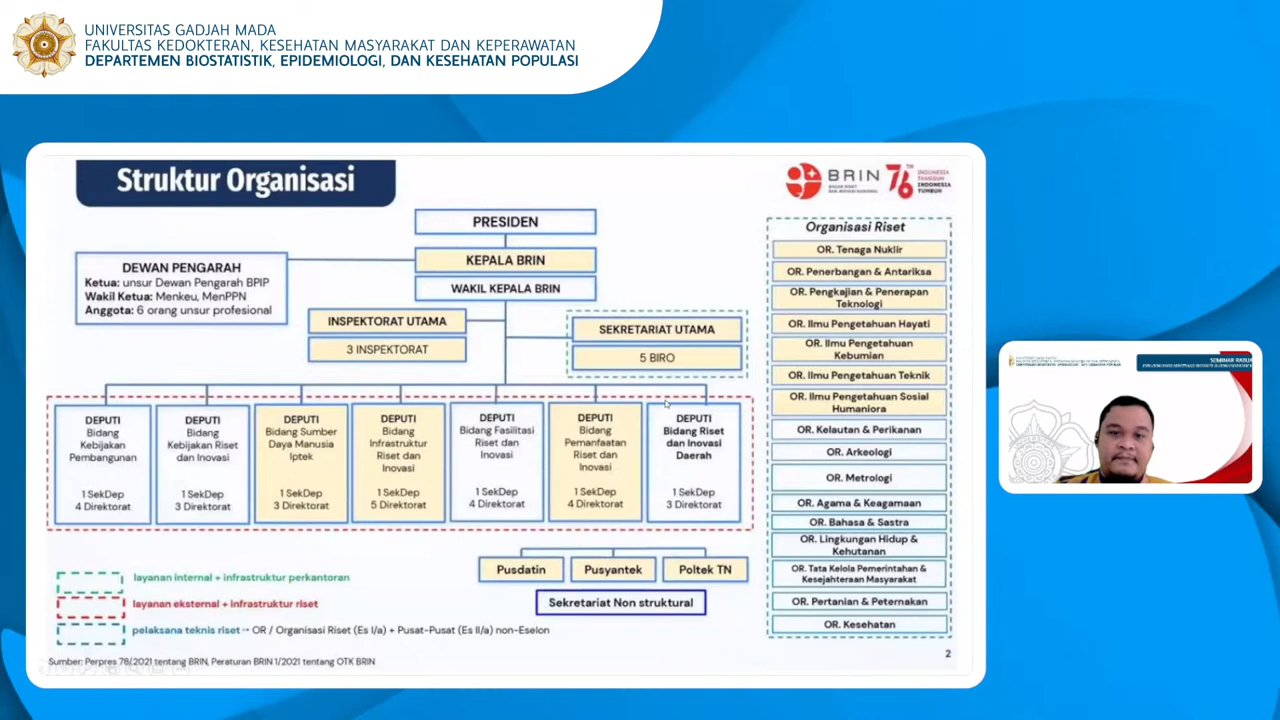 UNIVERSITAS GADJAH MADA
FAKULTAS KEDOKTERAN, KESEHATAN MASYARAKAT DAN KEPERAWATAN
DEPARTEMEN BIOSTATISTIK, EPIDEMIOLOGI, DAN KESEHATAN POPULASI
Struktur Organisasi
BRIN
BADAN RISET
DAN INOVASI NASIONAL
76TH
INDONESIA
TANGGUH
INDONESIA
TUMBUH
PRESIDEN
KEPALA BRIN
WAKIL KEPALA BRIN
DEWAN PENGARAH
Ketua: unsur Dewan Pengarah BPIP
Wakil Ketua: Menkeu, MenPPN
Anggota: 6 orang unsur profesional
INSPEKTORAT UTAMA
3 INSPEKTORAT
SEKRETARIAT UTAMA
5 BIRO
DEPUTI
Bidang
Kebijakan
Pembangunan
1 SekDep
4 Direktorat
DEPUTI
Bidang
Kebijakan Riset
dan Inovasi
1 SekDep
3 Direktorat
DEPUTI
Bidang Sumber
Daya Manusia
Iptek
1 SekDep
3 Direktorat
DEPUTI
Bidang
Infrastruktur
Riset dan
Inovasi
1 SekDep
5 Direktorat
DEPUTI
Bidang Fasilitasi
Riset dan
Inovasi
1 SekDep
4 Direktorat
DEPUTI
Bidang
Pemanfaatan
Riset dan
Inovasi
1 SekDep
4 Direktorat
DEPUTI
Bidang Riset
dan Inovasi
Daerah
1 SekDep
3 Direktorat
Pusdatin
Pusyantek
Poltek TN
Sekretariat Non struktural
layanan internal + infrastruktur perkantoran
layanan eksternal + infrastruktur riset
pelaksana teknis riset → OR / Organisasi Riset (Es I/a) + Pusat-Pusat (Es II/a) non-Eselon
Sumber: Perpres 78/2021 tentang BRIN, Peraturan BRIN 1/2021 tentang OTK BRIN
Organisasi Riset
OR. Tenaga Nuklir
OR. Penerbangan & Antariksa
OR. Pengkajian & Penerapan
Teknologi
OR. Ilmu Pengetahuan Hayati
OR. Ilmu Pengetahuan
Kebumian
OR. Ilmu Pengetahuan Teknik
OR. Ilmu Pengetahuan Sosial
Humaniora
OR. Kelautan & Perikanan
OR. Arkeologi
OR. Metrologi
OR. Agama & Keagamaan
OR. Bahasa & Sastra
OR. Lingkungan Hidup &
Kehutanan
OR. Tata Kelola Pemerintahan &
Kesejahteraan Masyarakat
OR. Pertanian & Peternakan
OR. Kesehatan
2